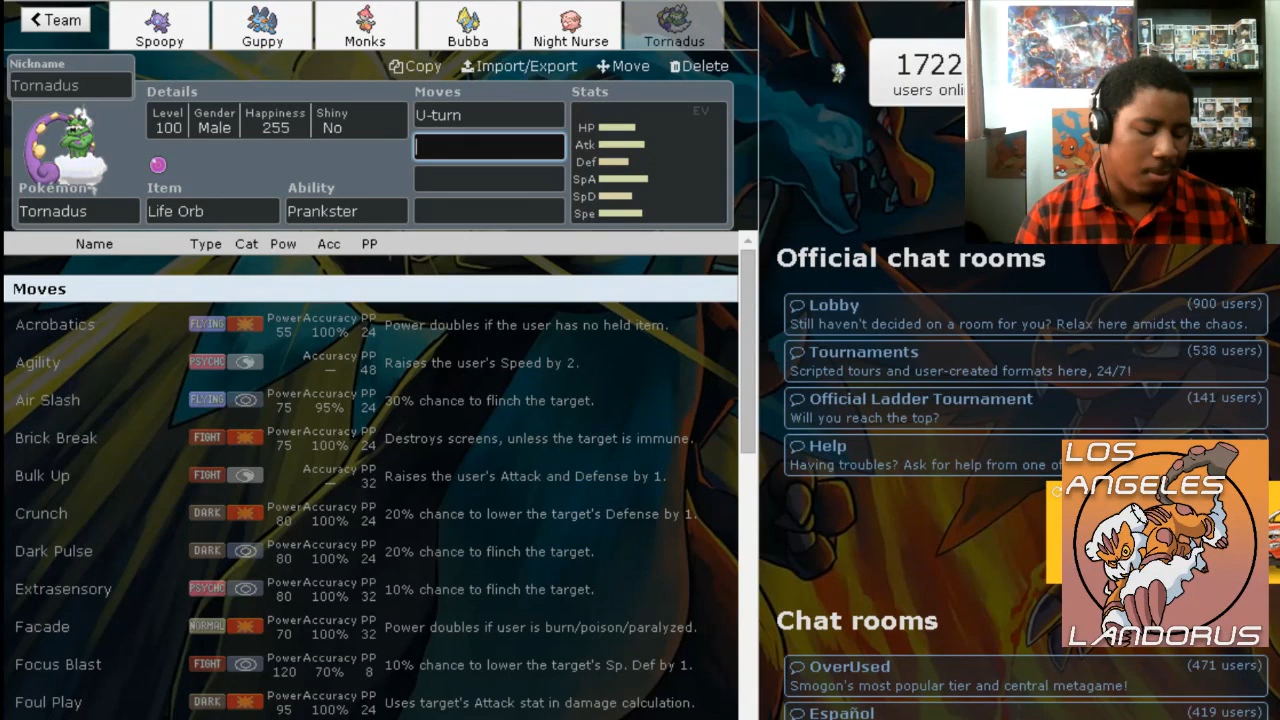 Team
Spoopy
Guppy
Monks
Bubba
Night Nurse
Tornadus
Copy
Import/Export
Move
Delete
Nickname
Tornadus
Details
Level
100
Gender
Male
Happiness
255
Shiny
No
Pokémon
Tornadus
Item
Life Orb
Ability
Prankster
Moves
U-turn
Stats
EV
HP
Atk
Def
SpA
SpD
Spe
Name Type Cat Pow Acc PP
Moves
Acrobatics FLYING Power 55 Accuracy 100% PP 24 Power doubles if the user has no held item.
Agility PSYCHC Accuracy — PP 48 Raises the user's Speed by 2.
Air Slash FLYING Power 75 Accuracy 95% PP 24 30% chance to flinch the target.
Brick Break FIGHT Power 75 Accuracy 100% PP 24 Destroys screens, unless the target is immune.
Bulk Up FIGHT Accuracy — PP 32 Raises the user's Attack and Defense by 1.
Crunch DARK Power 80 Accuracy 100% PP 24 20% chance to lower the target's Defense by 1.
Dark Pulse DARK Power 80 Accuracy 100% PP 24 20% chance to flinch the target.
Extrasensory PSYCHC Power 80 Accuracy 100% PP 32 10% chance to flinch the target.
Facade NORMAL Power 70 Accuracy 100% PP 32 Power doubles if user is burn/poison/paralyzed.
Focus Blast FIGHT Power 120 Accuracy 70% PP 8 10% chance to lower the target's Sp. Def by 1.
Foul Play DARK Power 95 Accuracy 100% PP 24 Uses target's Attack stat in damage calculation.
1722
users onli
Official chat rooms
Lobby (900 users)
Still haven't decided on a room for you? Relax here amidst the chaos.
Tournaments (538 users)
Scripted tours and user-created formats here, 24/7!
Official Ladder Tournament (141 users)
Will you reach the top?
Help
Having troubles? Ask for help from one of
LOS
ANGELES
LANDORUS
Chat rooms
OverUsed (471 users)
Smogon's most popular tier and central metagame!
Español (419 users)